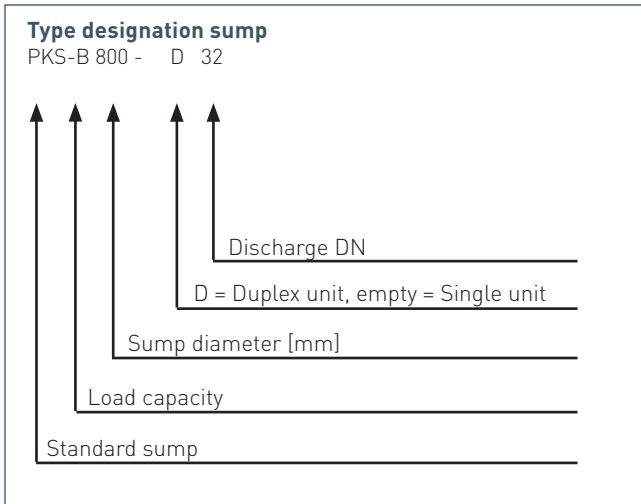 Type designation sump
PKS-B 800 - D 32
Discharge DN
D = Duplex unit, empty = Single unit
Sump diameter [mm]
Load capacity
Standard sump